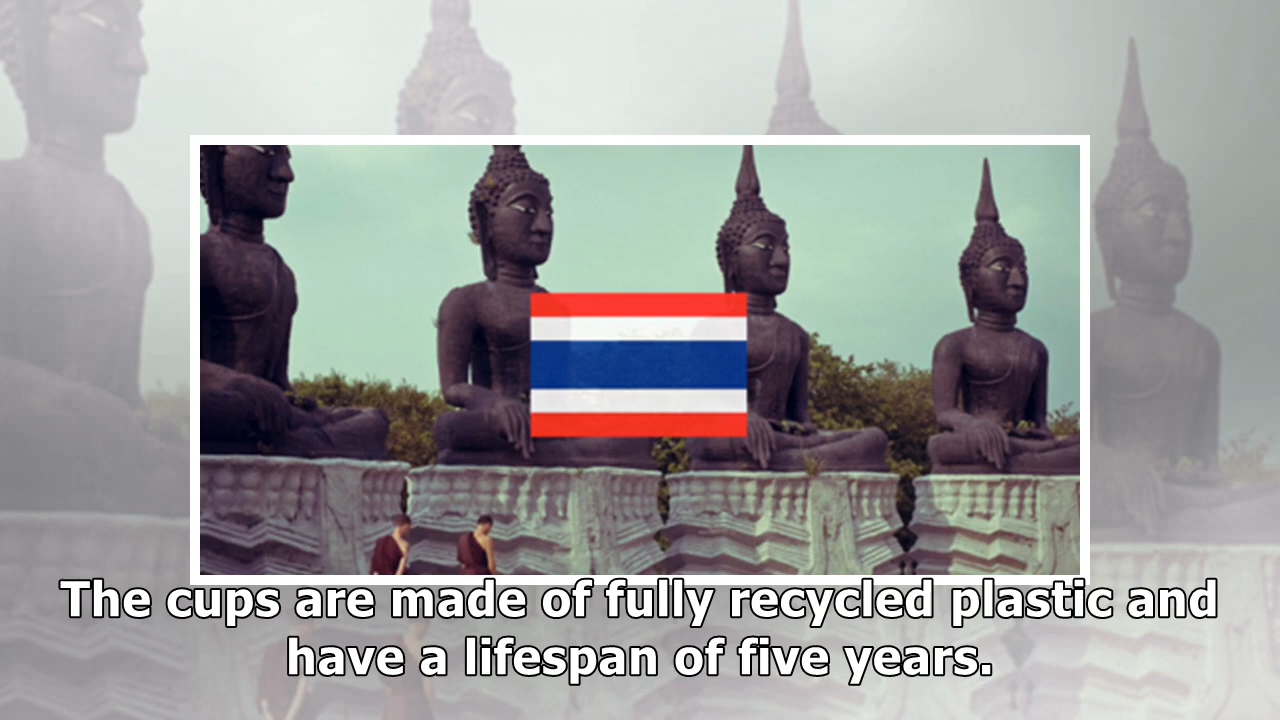 The cups are made of fully recycled plastic and
have a lifespan of five years.